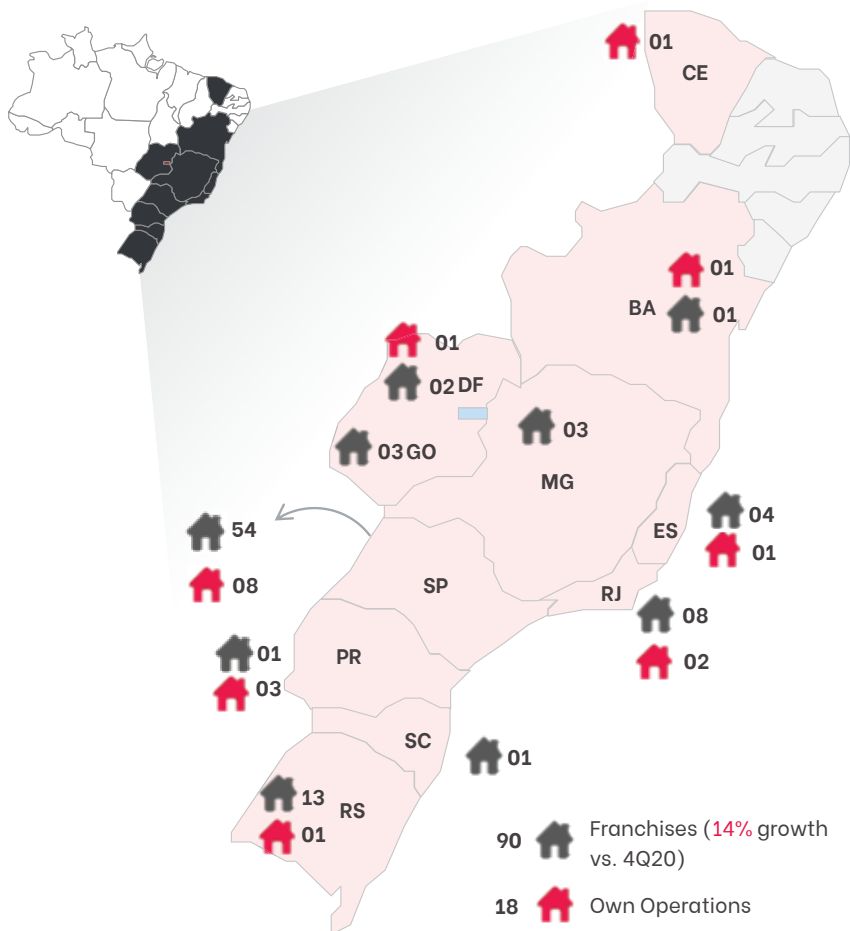 01
CE
01
BA
01
01
02 DF
03 GO
03
MG
54
08
04
ES
01
SP
RJ
08
02
01
PR
03
SC
01
13
RS
01
90 Franchises (14% growth
vs. 4Q20)
18 Own Operations